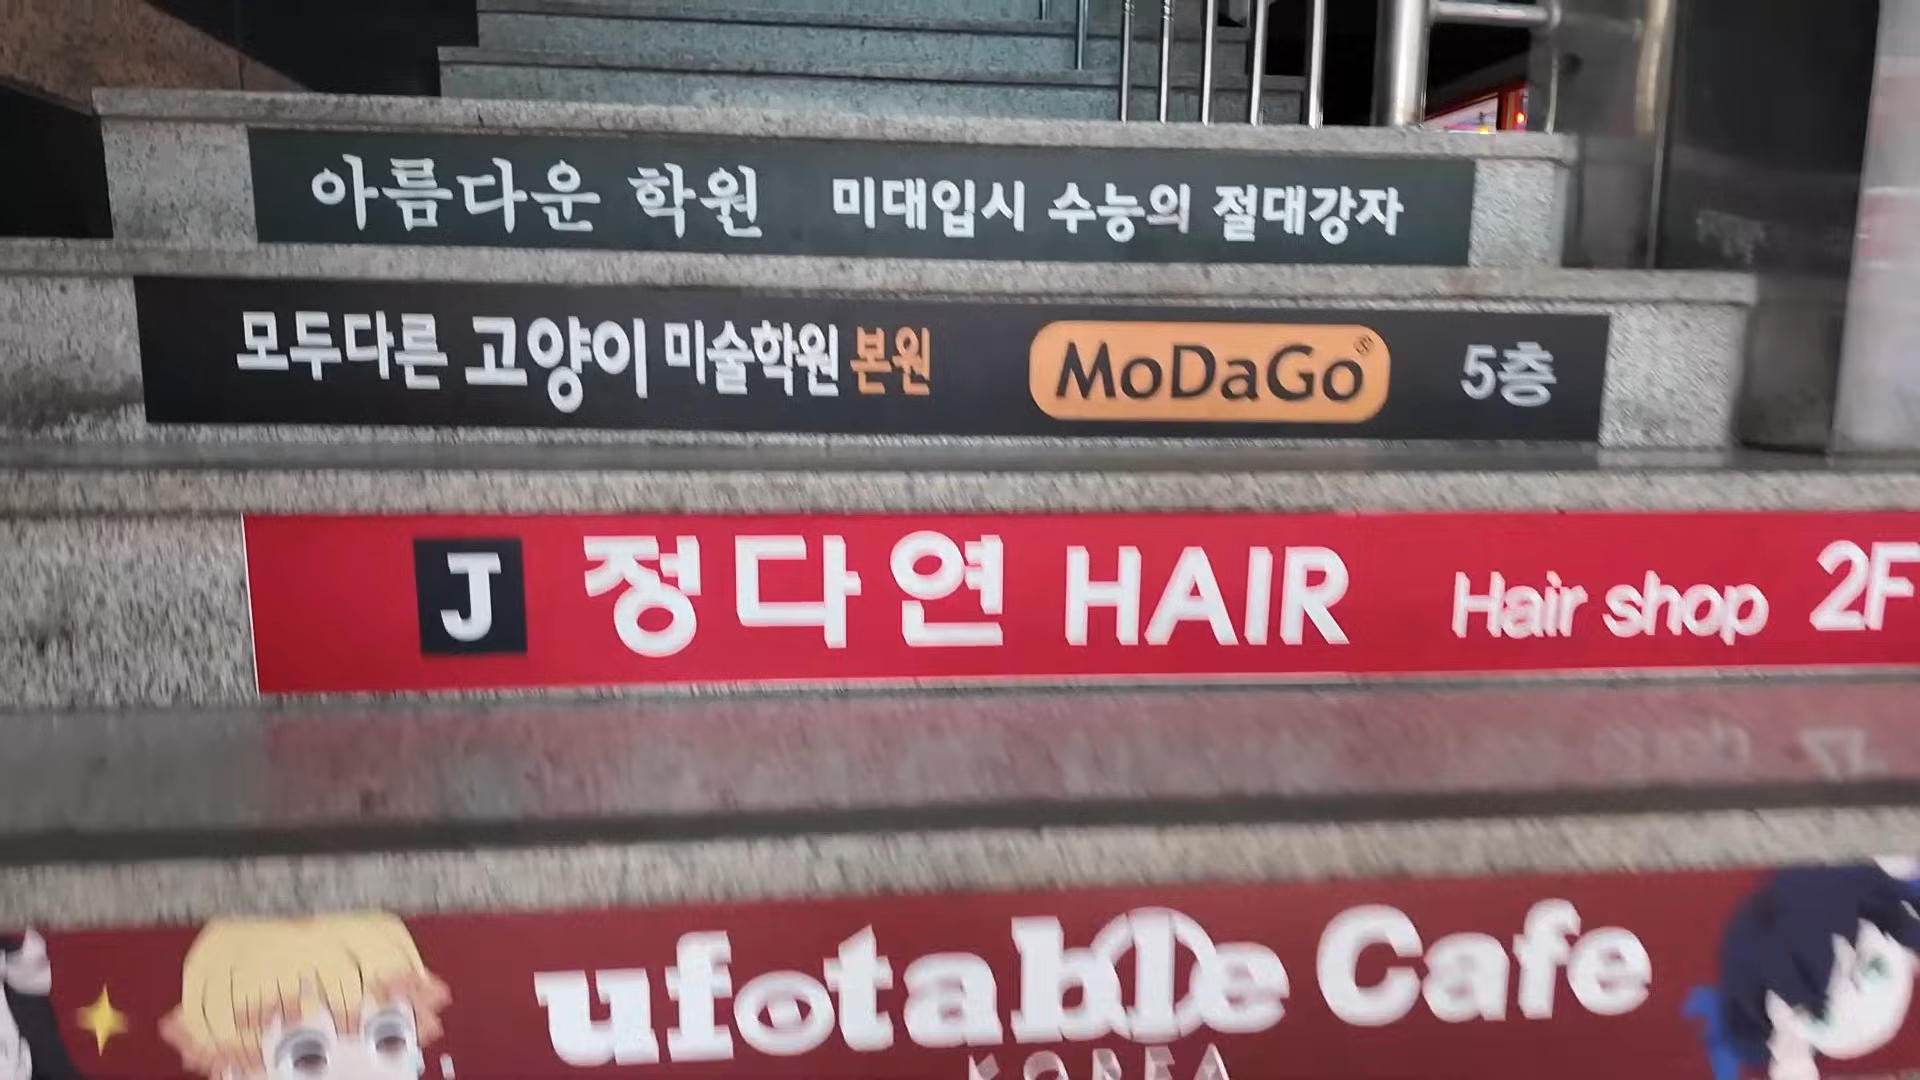 아름다운 학원 미대입시 수능의 절대강자
모두다른 고양이 미술학원 본원 MoDaGo® 5층
J 정다연 HAIR Hair shop 2F
ufotable Cafe
KOREA